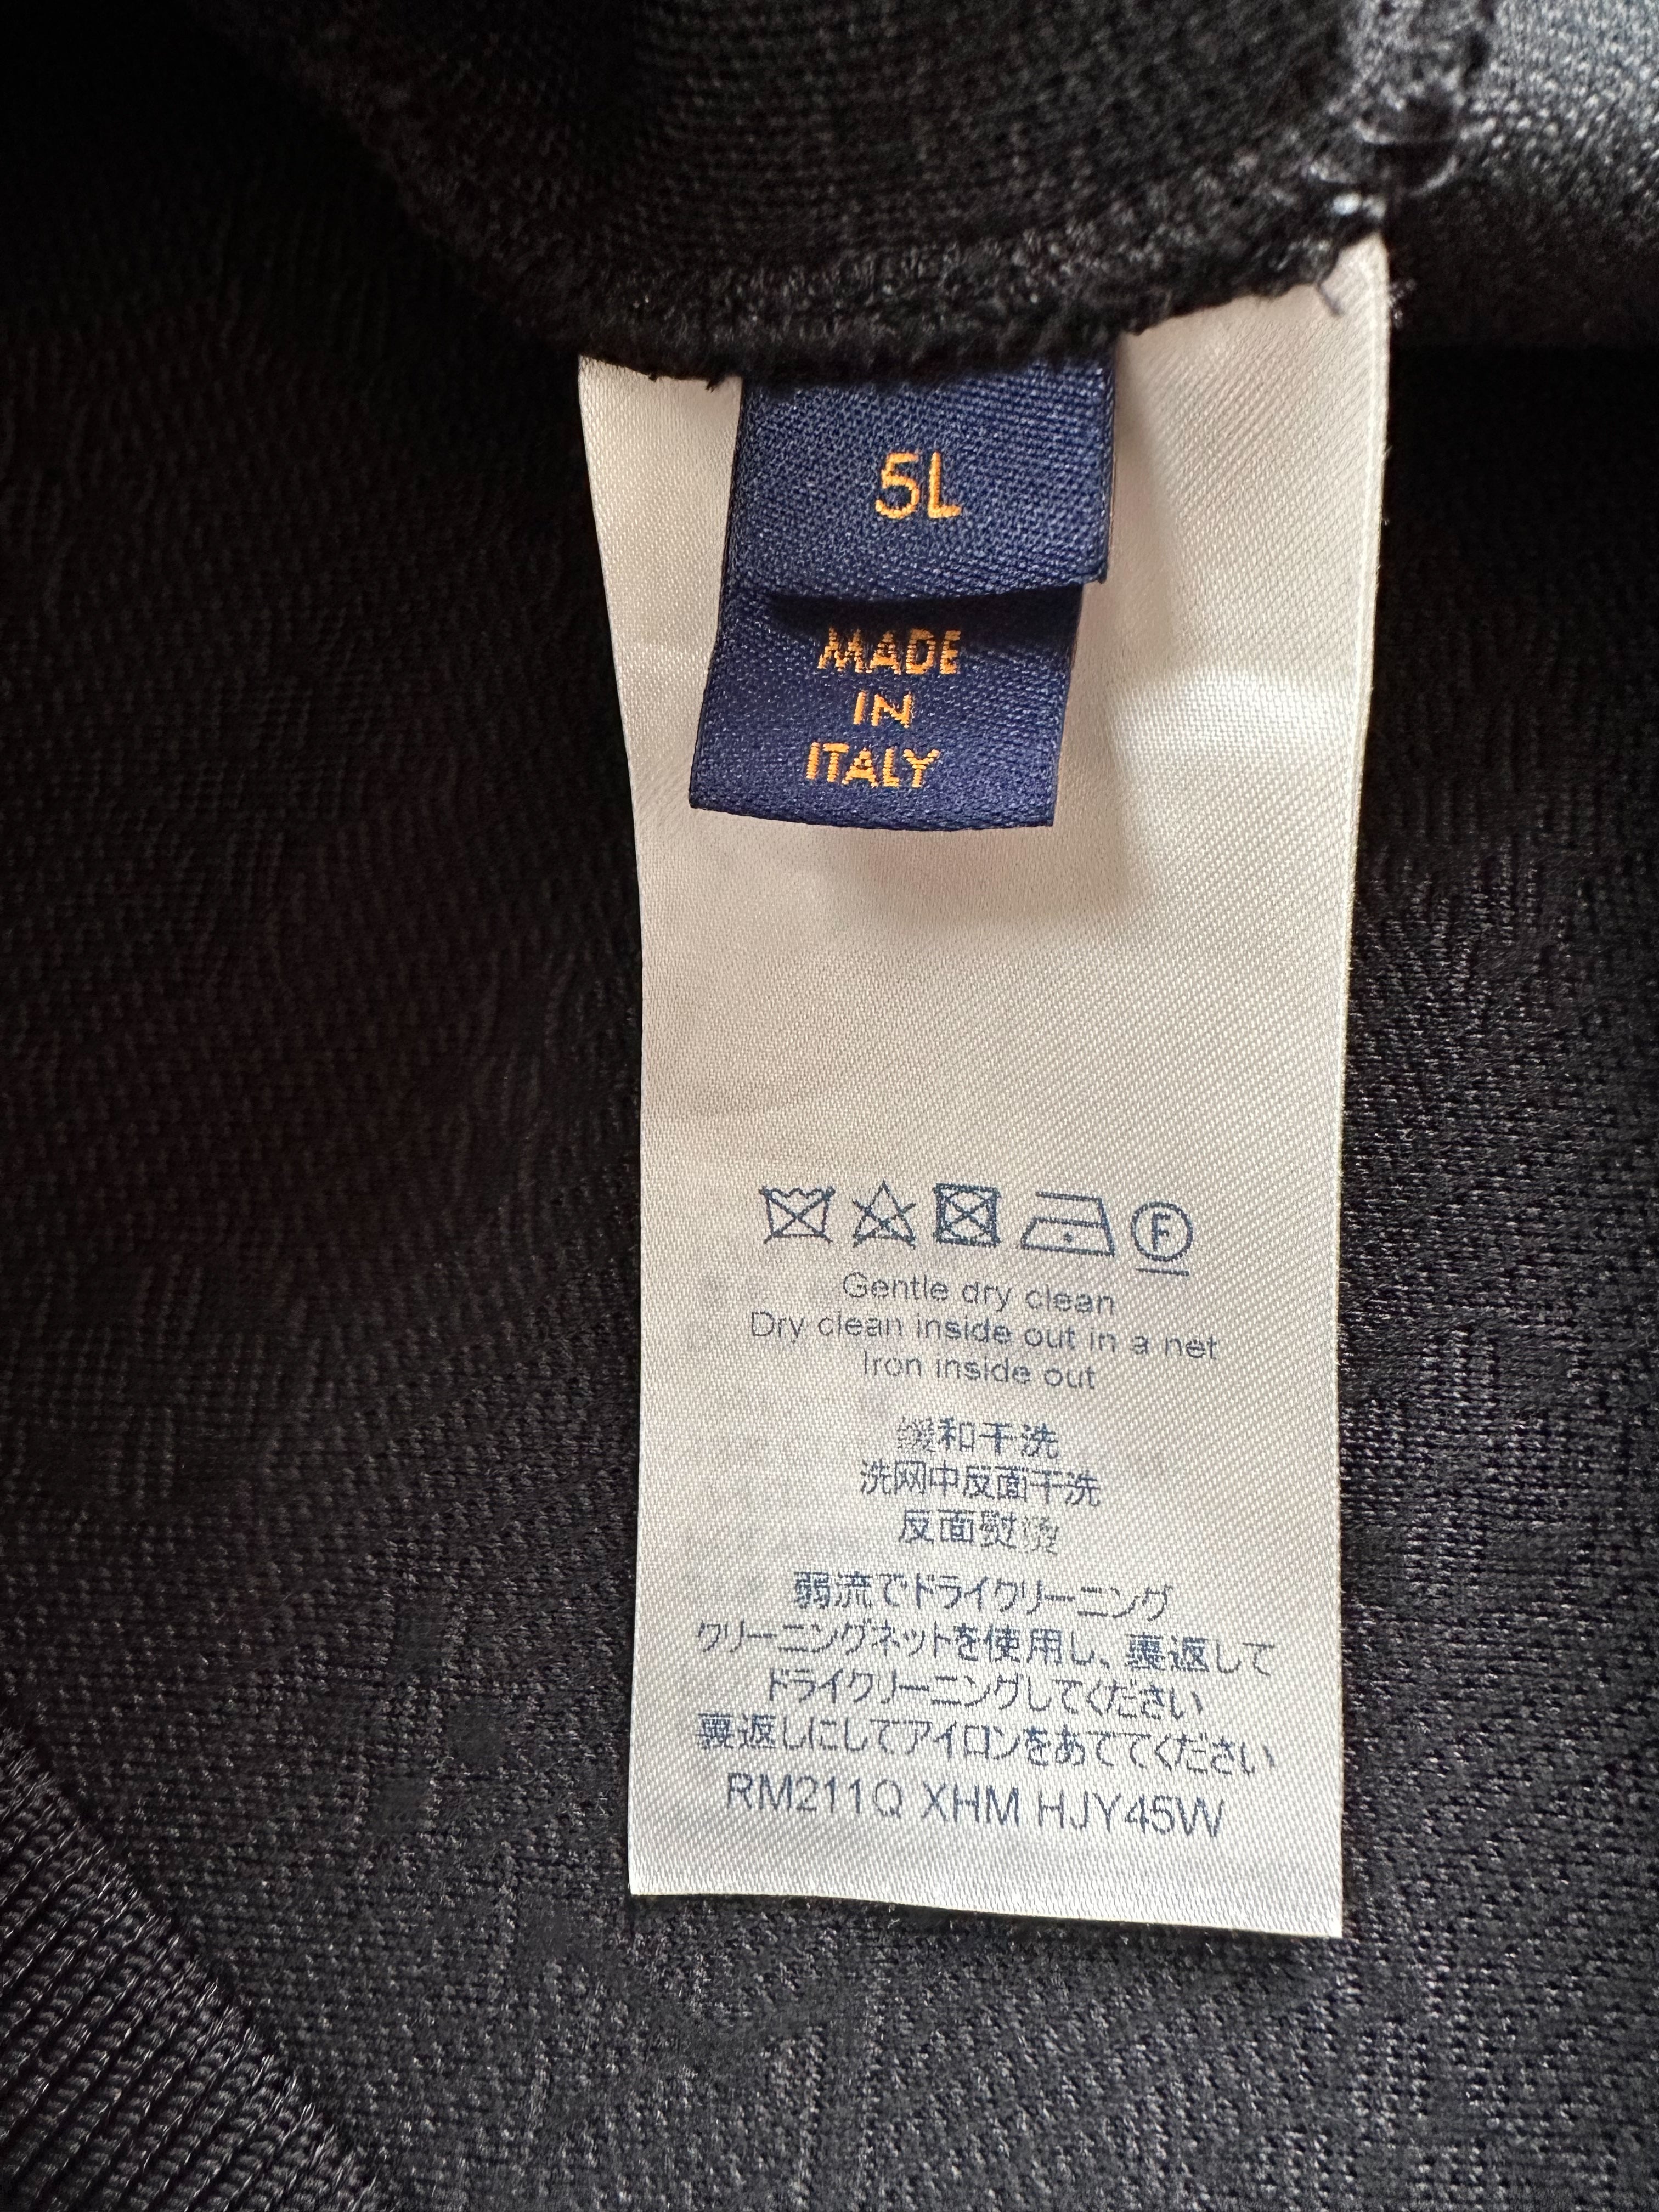 5L
MADE
IN
ITALY
F
Gentle dry clean
Dry clean inside out in a net
Iron inside out
缓和干洗
洗网中反面干洗
反面熨烫
弱流でドライクリーニング
クリーニングネットを使用し、裏返して
ドライクリーニングしてください
裏返しにしてアイロンをあててください
RM211Q XHM HJY45W